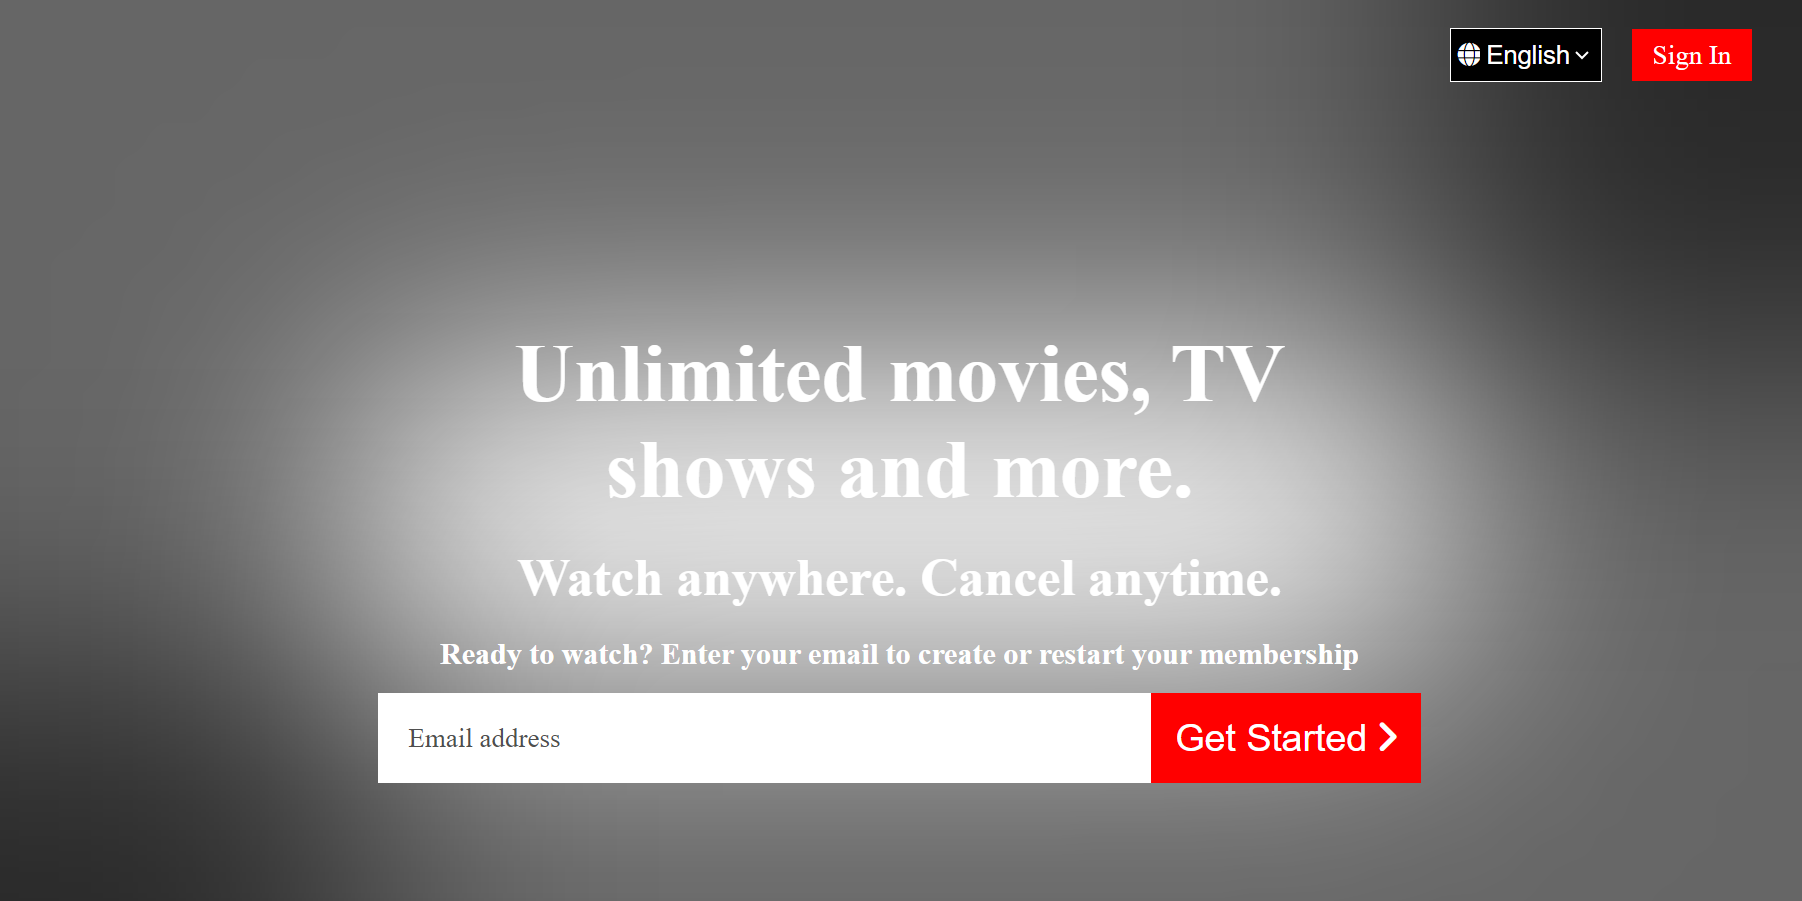 English
Sign In
Unlimited movies, TV
shows and more.
Watch anywhere. Cancel anytime.
Ready to watch? Enter your email to create or restart your membership
Email address
Get Started